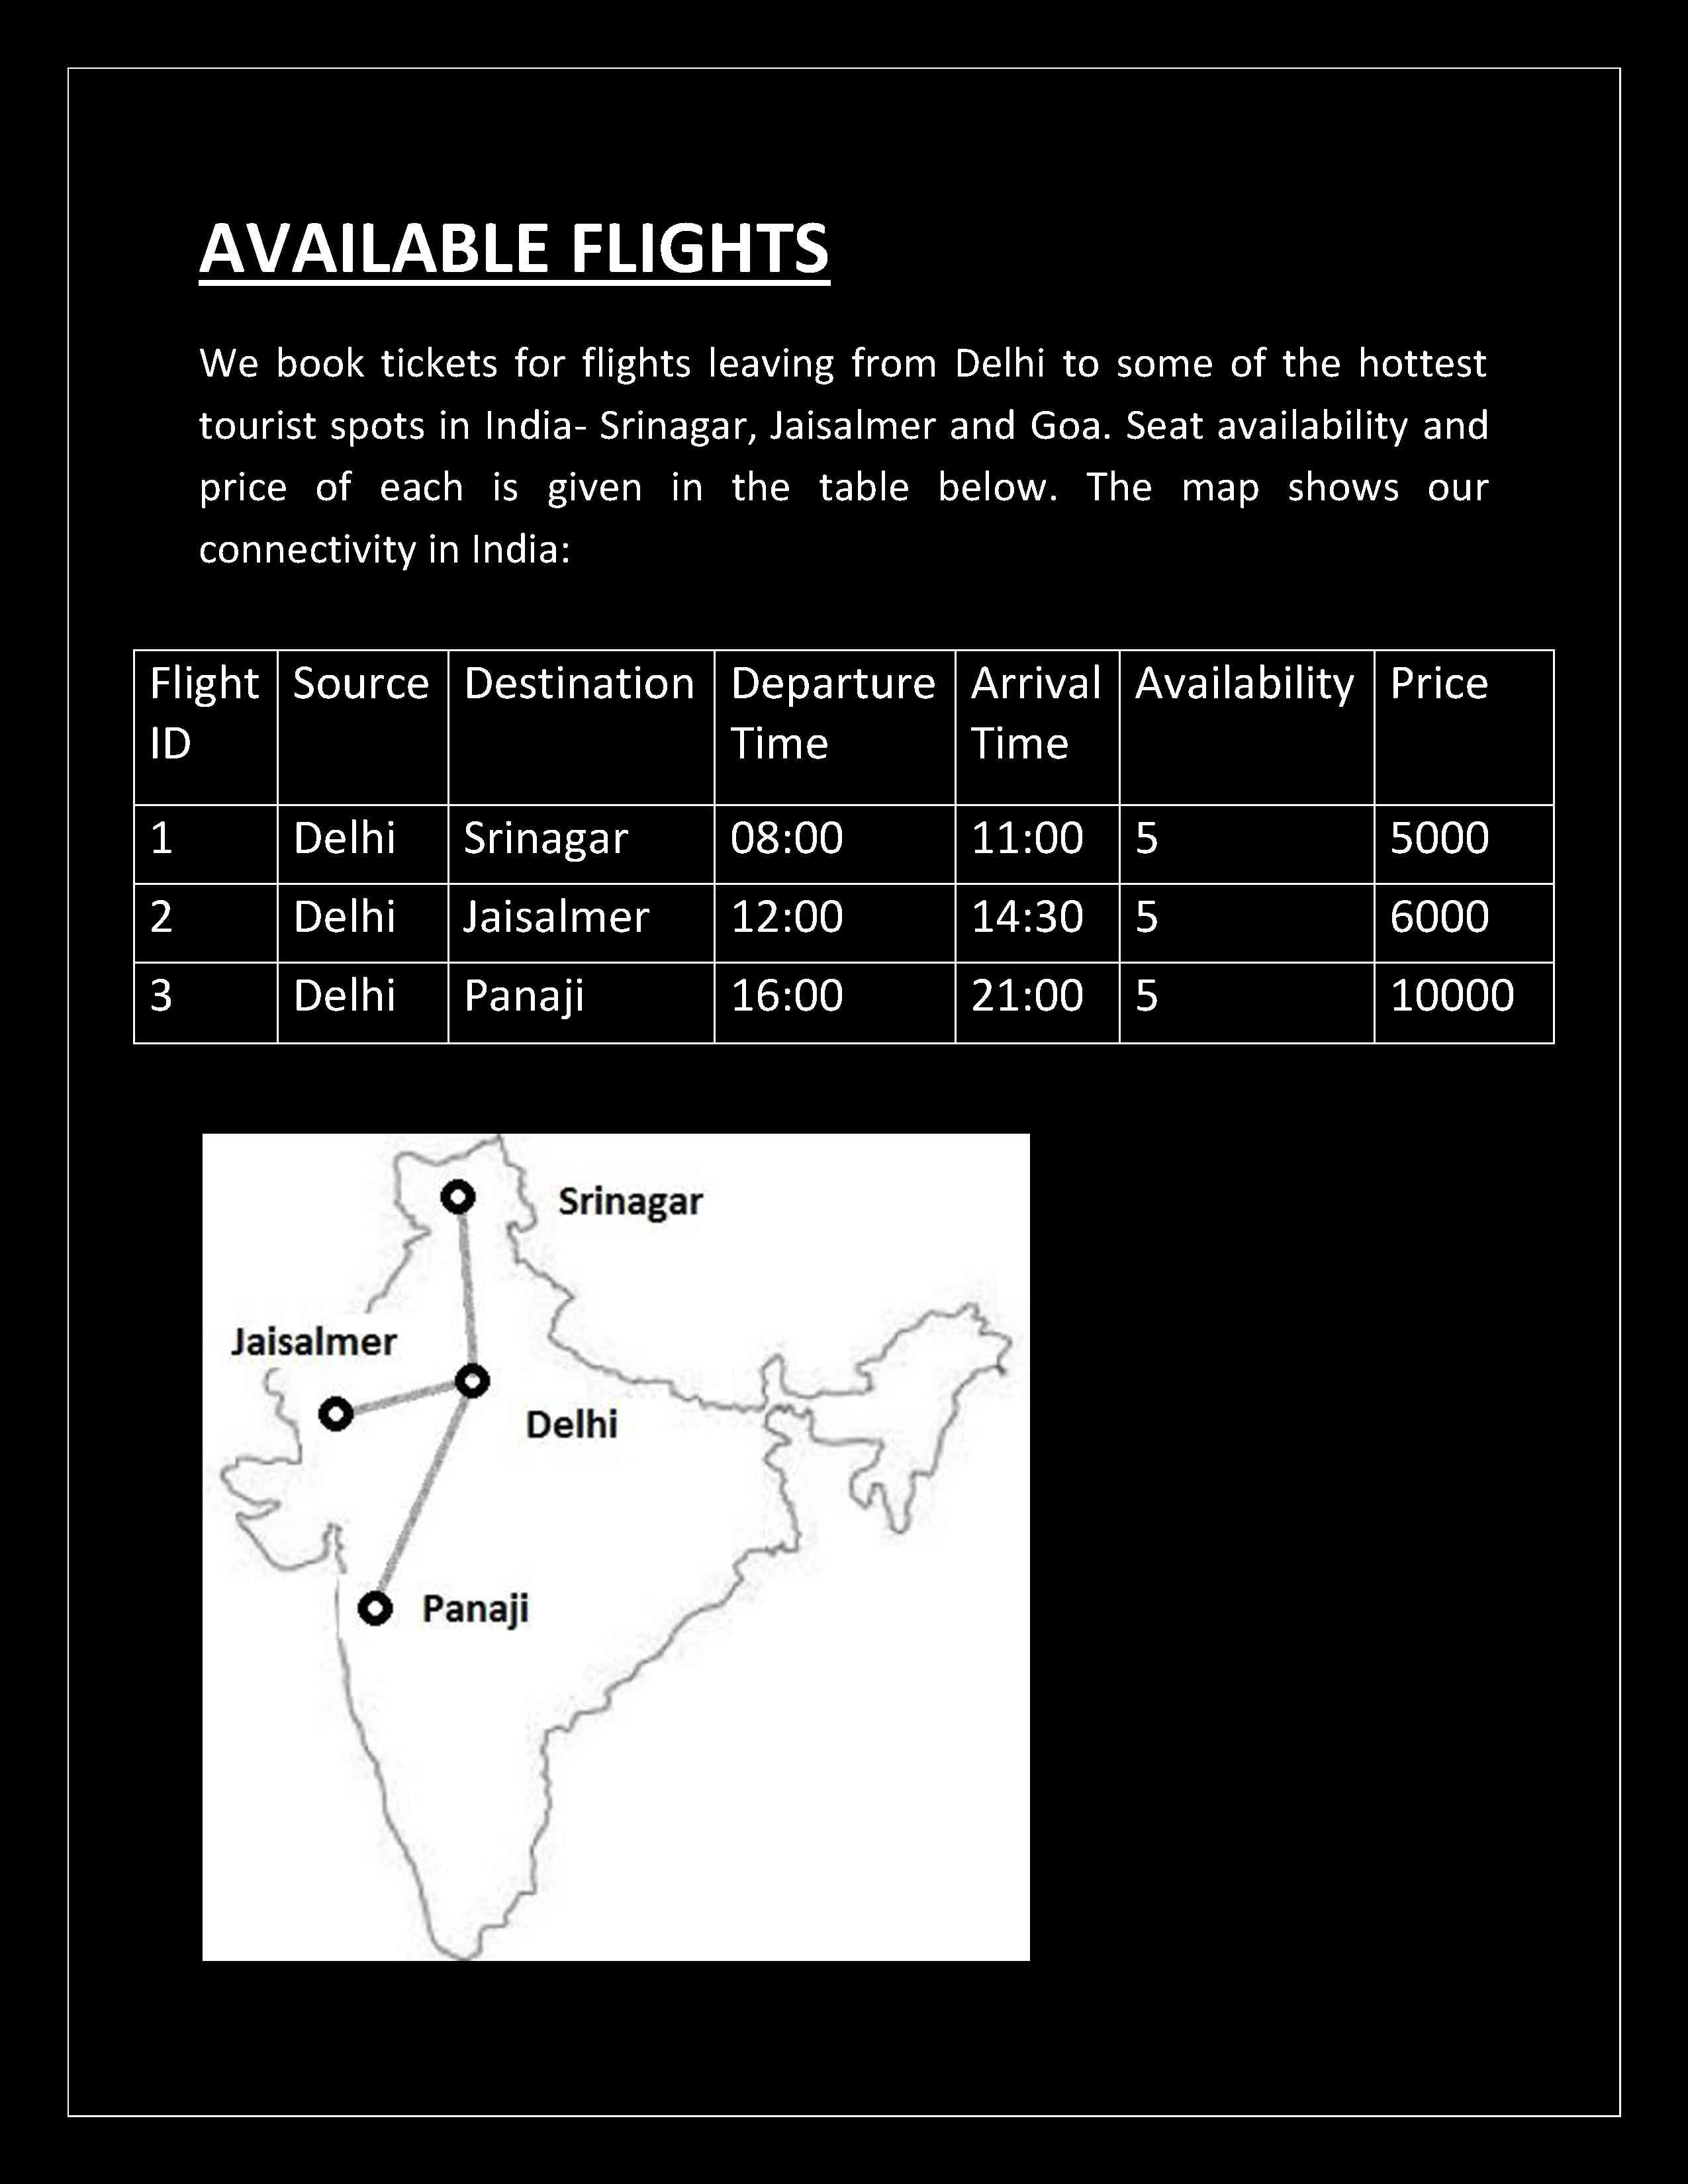 AVAILABLE FLIGHTS
We book tickets for flights leaving from Delhi to some of the hottest
tourist spots in India- Srinagar, Jaisalmer and Goa. Seat availability and
price of each is given in the table below. The map shows our
connectivity in India:
Flight ID Source Destination Departure Time Arrival Time Availability Price
1 Delhi Srinagar 08:00 11:00 5 5000
2 Delhi Jaisalmer 12:00 14:30 5 6000
3 Delhi Panaji 16:00 21:00 5 10000
Srinagar
Jaisalmer
Delhi
Panaji